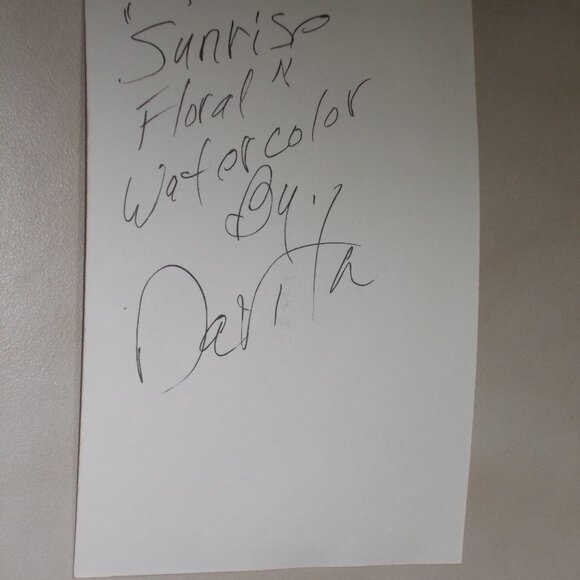 "Sunrise
Floral"
Watercolor
By:
Davita